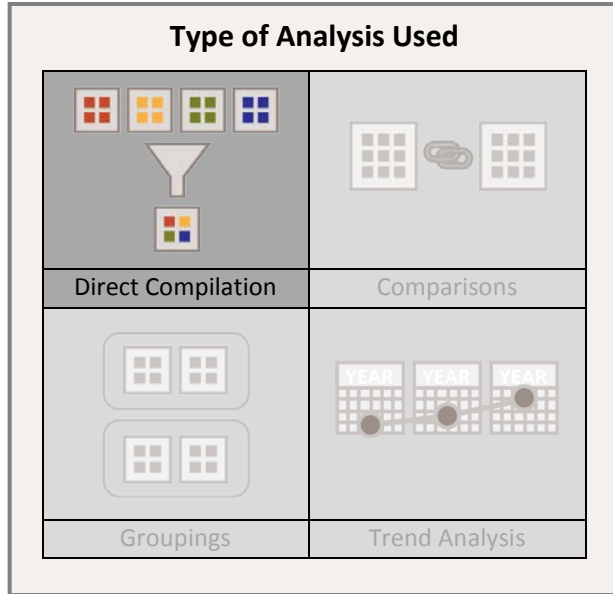 Type of Analysis Used
Direct Compilation
Comparisons
YEAR YEAR YEAR
Groupings
Trend Analysis